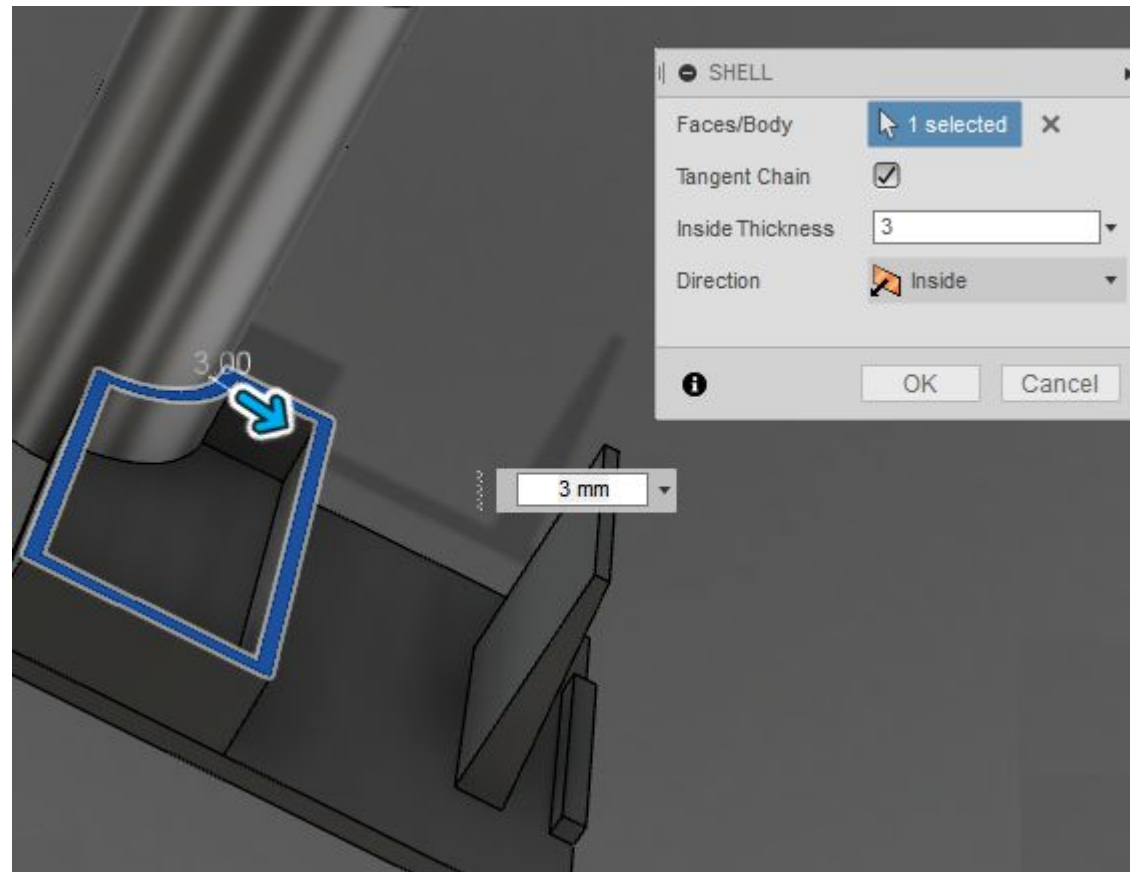 SHELL
Faces/Body 1 selected
Tangent Chain
Inside Thickness 3
Direction Inside
OK Cancel
3.00
3 mm